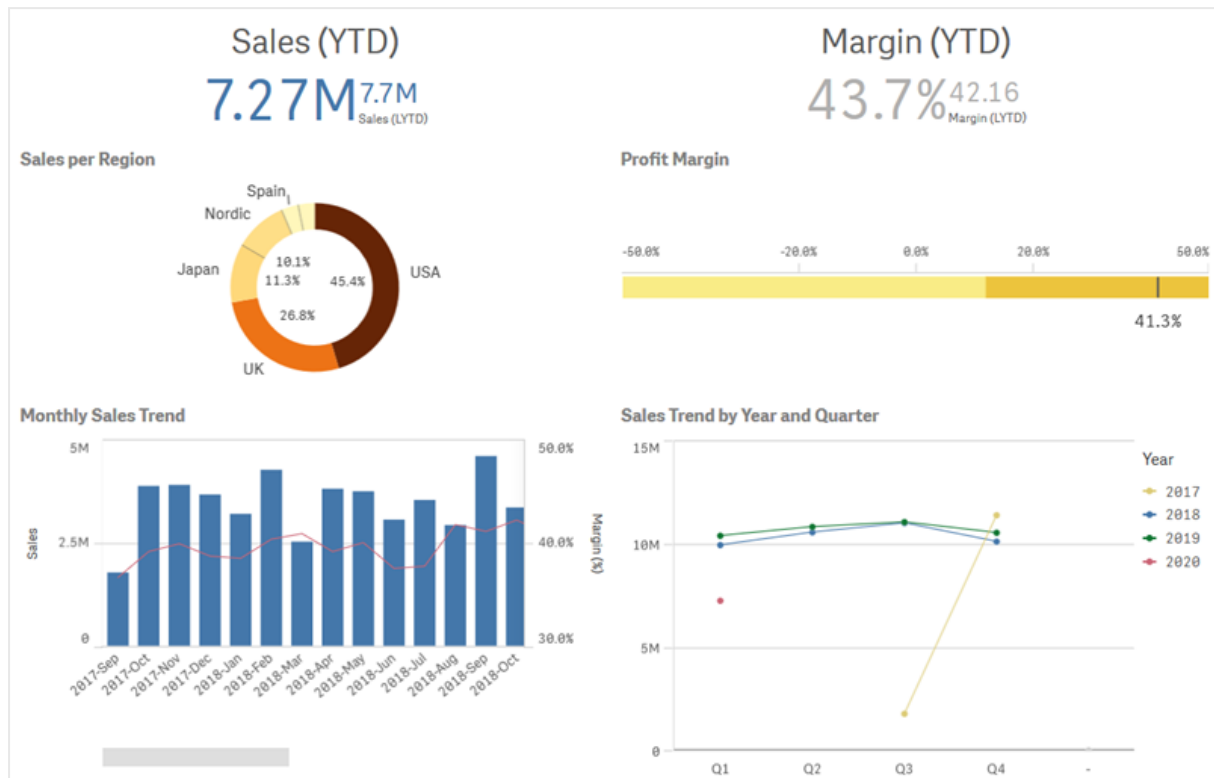 Sales (YTD)
7.27M 7.7M
Sales (LYTD)
Margin (YTD)
43.7% 42.16
Margin (LYTD)
Sales per Region
Spain
Nordic
Japan
USA
UK
10.1%
11.3%
45.4%
26.8%
Profit Margin
-50.0% -20.0% 0.0% 20.0% 50.0%
41.3%
Monthly Sales Trend
5M
2.5M
0
Sales
50.0%
40.0%
30.0%
Margin (%)
2017-Sep
2017-Oct
2017-Nov
2017-Dec
2018-Jan
2018-Feb
2018-Mar
2018-Apr
2018-May
2018-Jun
2018-Jul
2018-Aug
2018-Sep
2018-Oct
Sales Trend by Year and Quarter
15M
10M
5M
0
Q1 Q2 Q3 Q4 -
Year
2017
2018
2019
2020